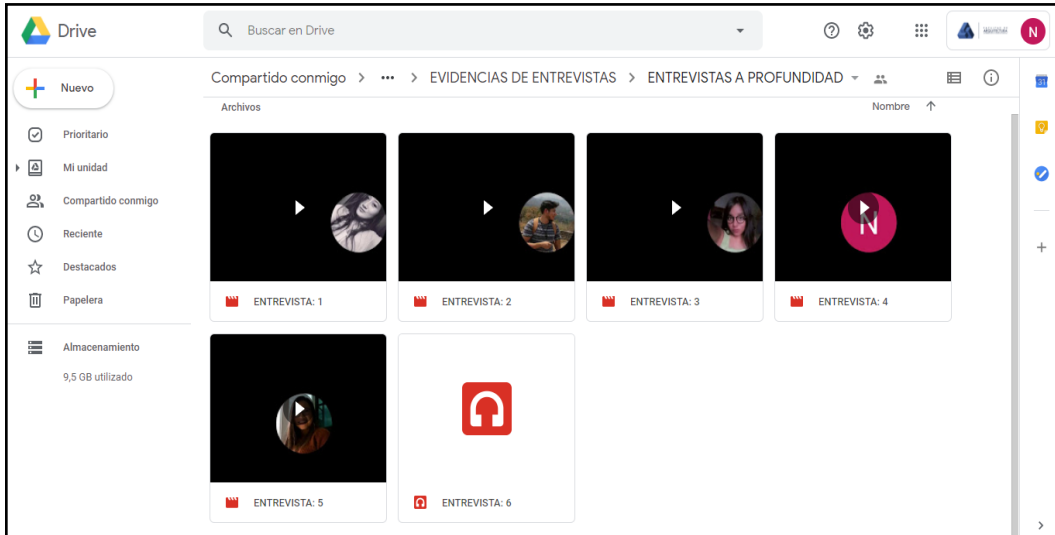 Drive
Buscar en Drive
N
Nuevo
Compartido conmigo > ••• > EVIDENCIAS DE ENTREVISTAS > ENTREVISTAS A PROFUNDIDAD
Archivos
Nombre ↑
Prioritario
Mi unidad
Compartido conmigo
Reciente
Destacados
Papelera
Almacenamiento
9,5 GB utilizado
31
N
ENTREVISTA: 1
ENTREVISTA: 2
ENTREVISTA: 3
ENTREVISTA: 4
ENTREVISTA: 5
ENTREVISTA: 6